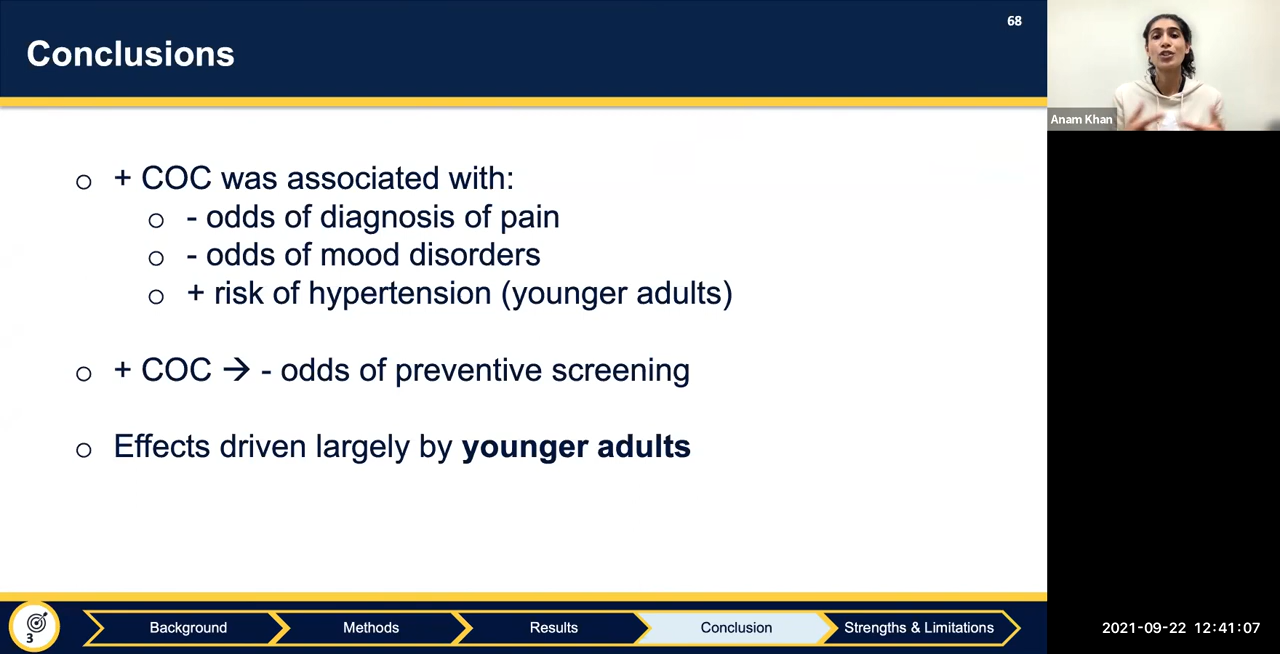 68
Conclusions
Anam Khan
o + COC was associated with:
o - odds of diagnosis of pain
o - odds of mood disorders
o + risk of hypertension (younger adults)
o + COC → - odds of preventive screening
o Effects driven largely by younger adults
3
Background
Methods
Results
Conclusion
Strengths & Limitations
2021-09-22 12:41:07